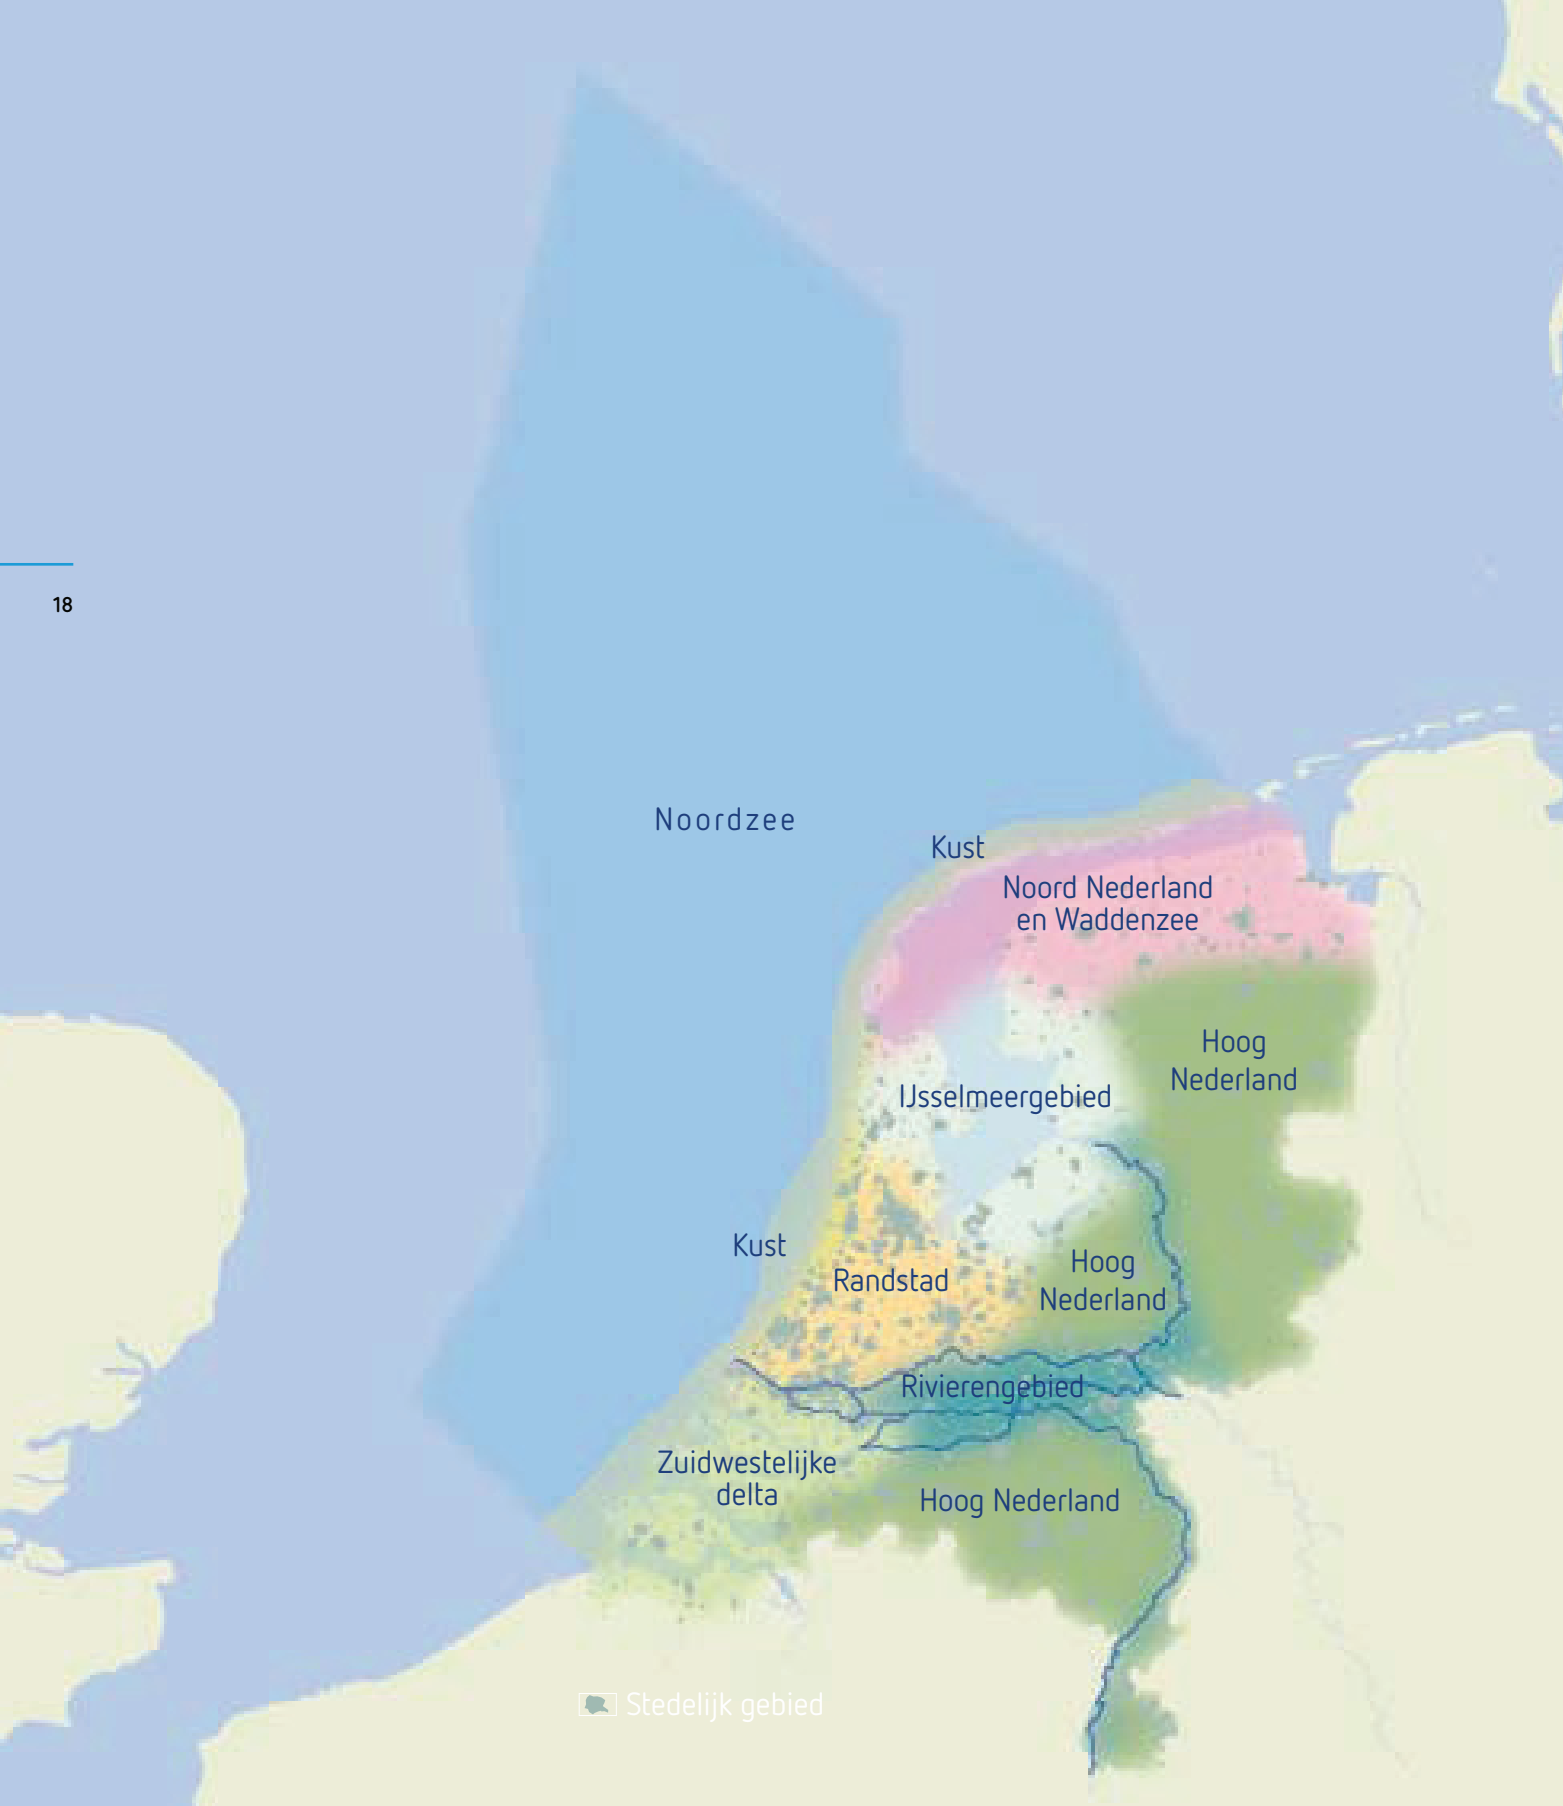 18
Noordzee
Kust
Noord Nederland
en Waddenzee
Hoog
Nederland
IJsselmeergebied
Kust
Randstad
Hoog
Nederland
Rivierengebied
Zuidwestelijke
delta
Hoog Nederland
Stedelijk gebied